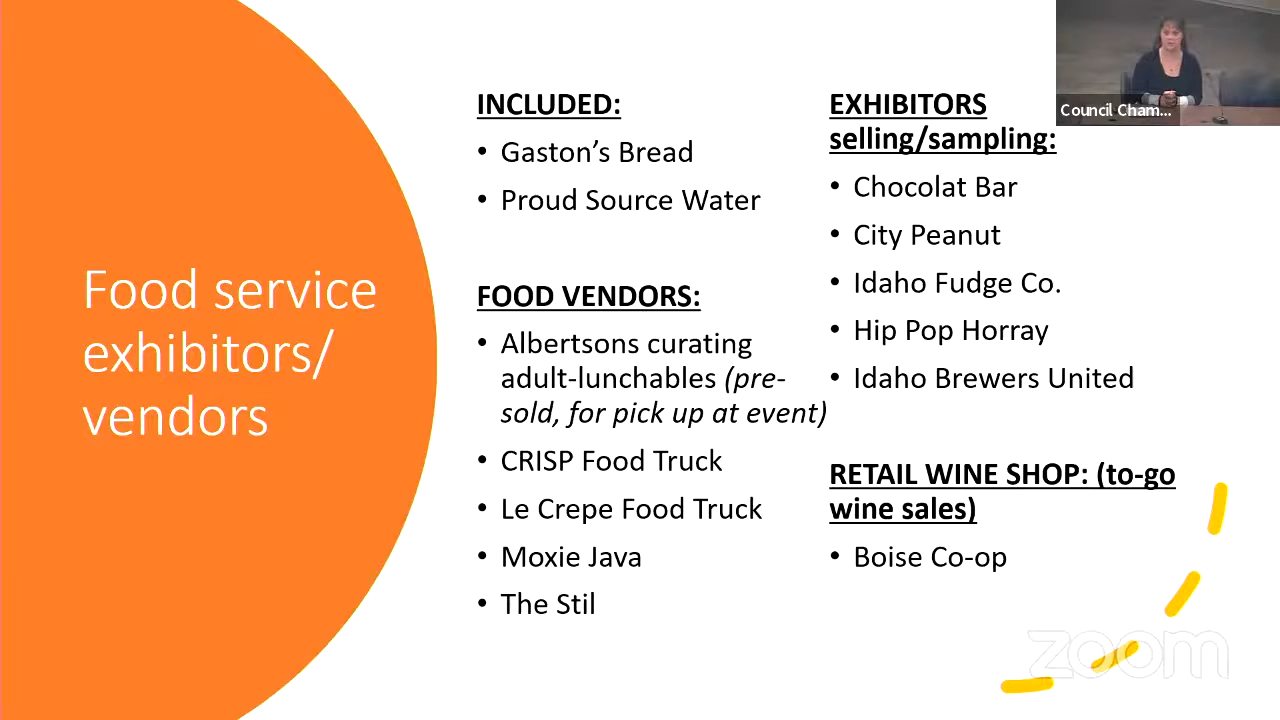 Food service
exhibitors/
vendors
INCLUDED:
• Gaston’s Bread
• Proud Source Water
FOOD VENDORS:
• Albertsons curating
adult-lunchables (pre-
sold, for pick up at event)
• CRISP Food Truck
• Le Crepe Food Truck
• Moxie Java
• The Stil
EXHIBITORS
selling/sampling:
• Chocolat Bar
• City Peanut
• Idaho Fudge Co.
• Hip Pop Horray
• Idaho Brewers United
RETAIL WINE SHOP: (to-go
wine sales)
• Boise Co-op
Council Cham...
zoom